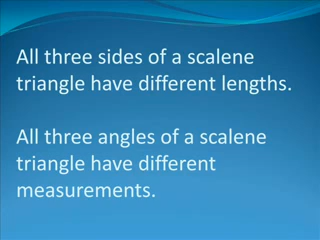 All three sides of a scalene
triangle have different lengths.
All three angles of a scalene
triangle have different
measurements.